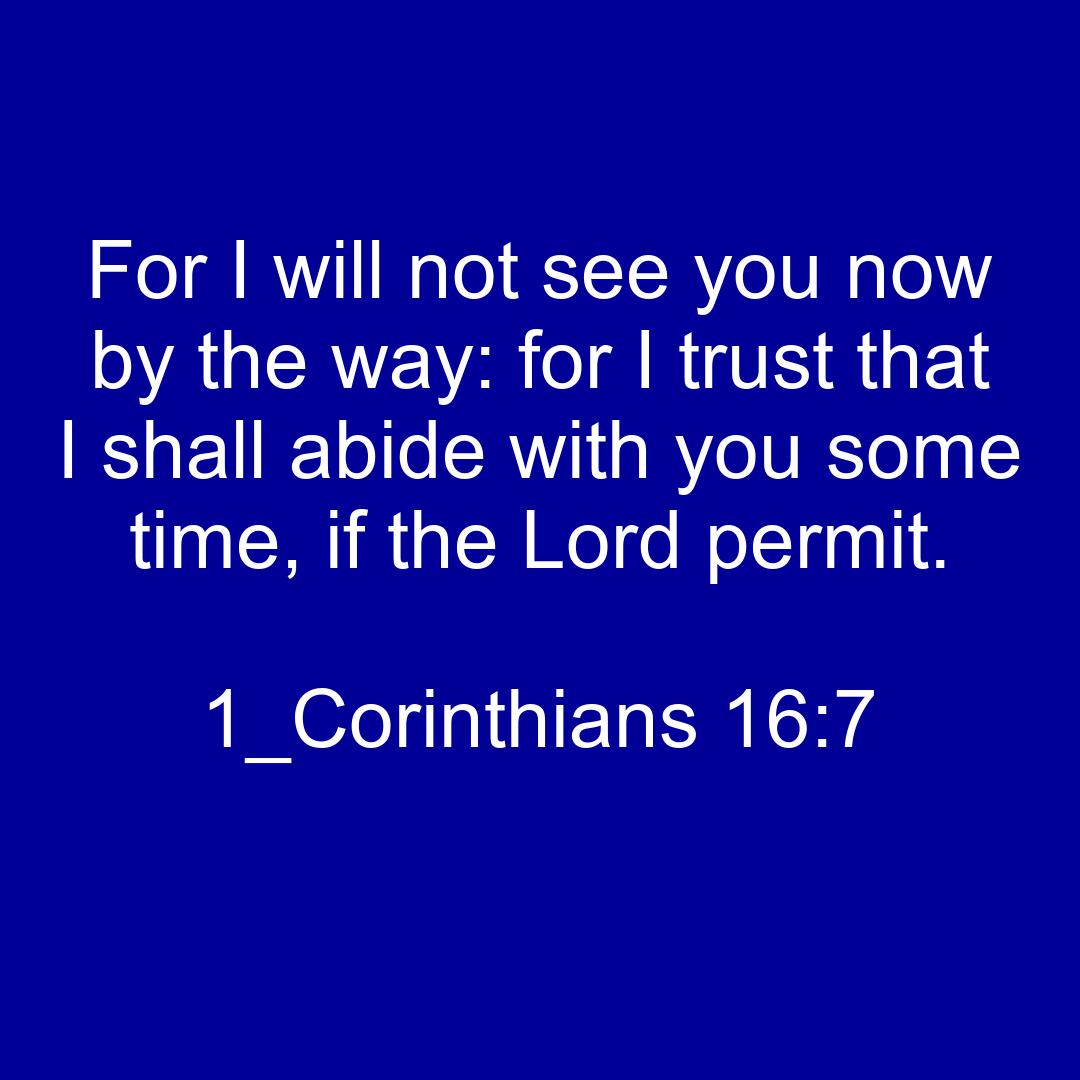 For I will not see you now
by the way: for I trust that
I shall abide with you some
time, if the Lord permit.
1_Corinthians 16:7